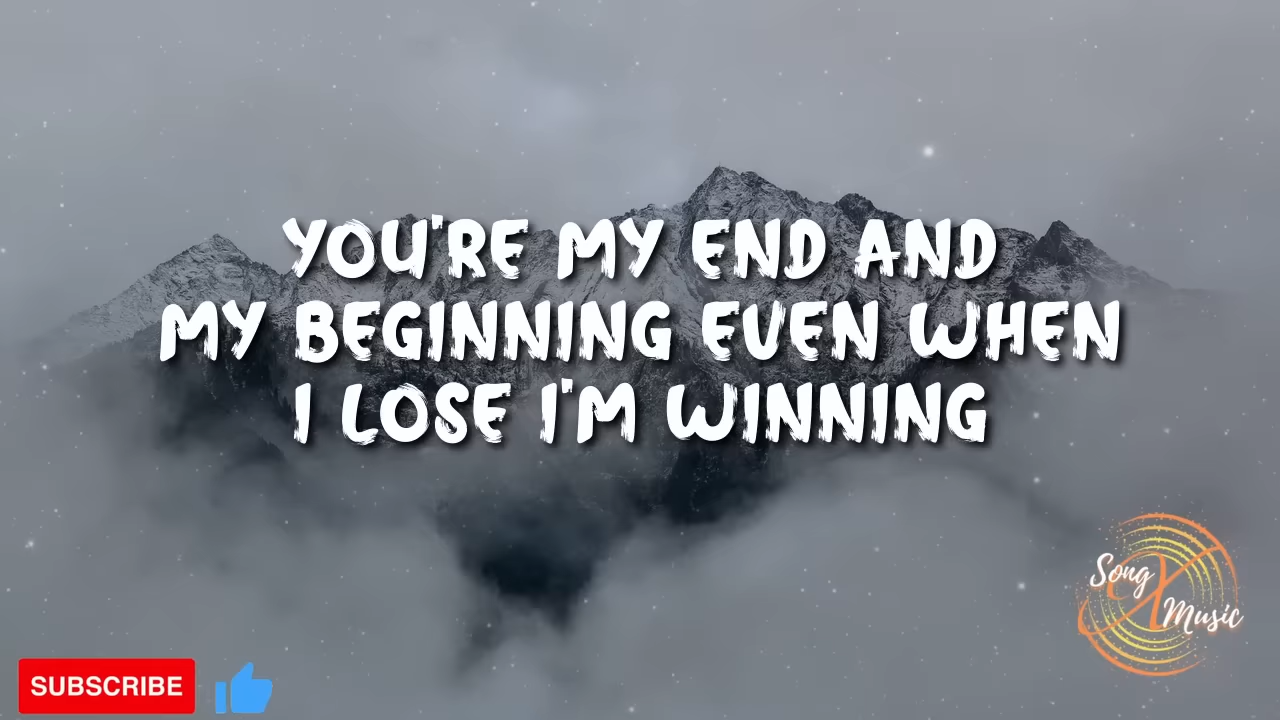 YOU'RE MY END AND
MY BEGINNING EVEN WHEN
I LOSE I'M WINNING
Song X Music
SUBSCRIBE